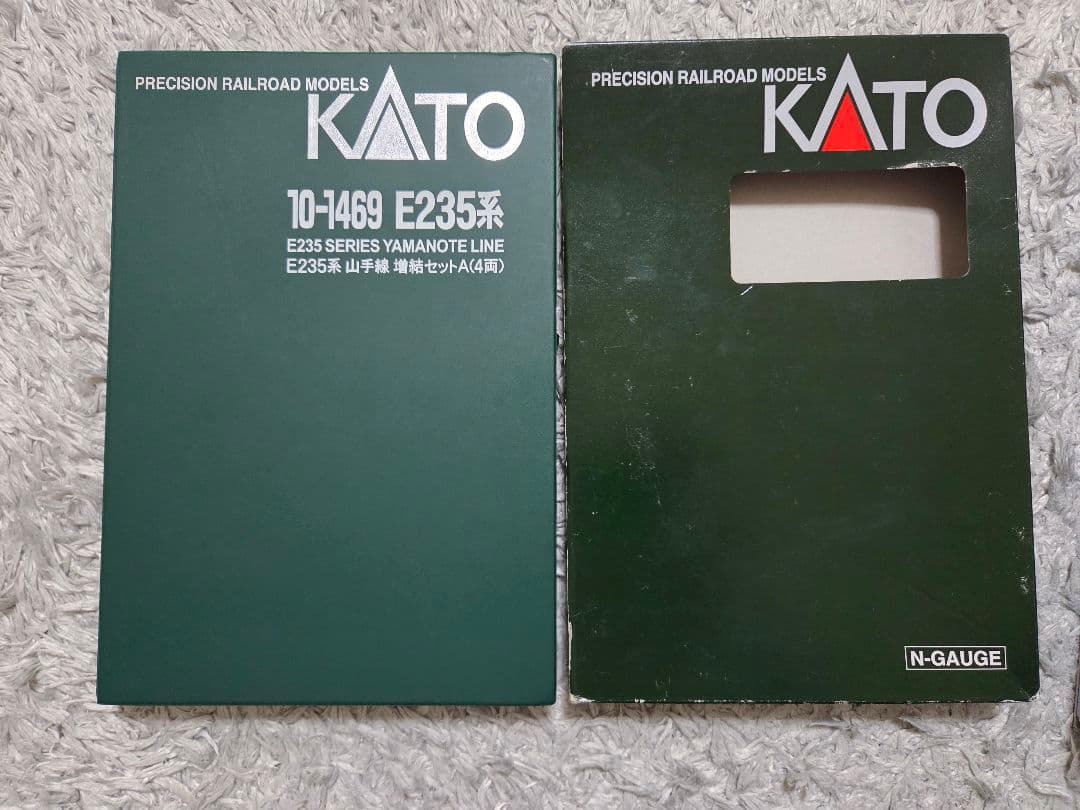 PRECISION RAILROAD MODELS
KATO
10-1469 E235系
E235 SERIES YAMANOTE LINE
E235系 山手線 増結セットA(4両)
PRECISION RAILROAD MODELS
KATO
N-GAUGE